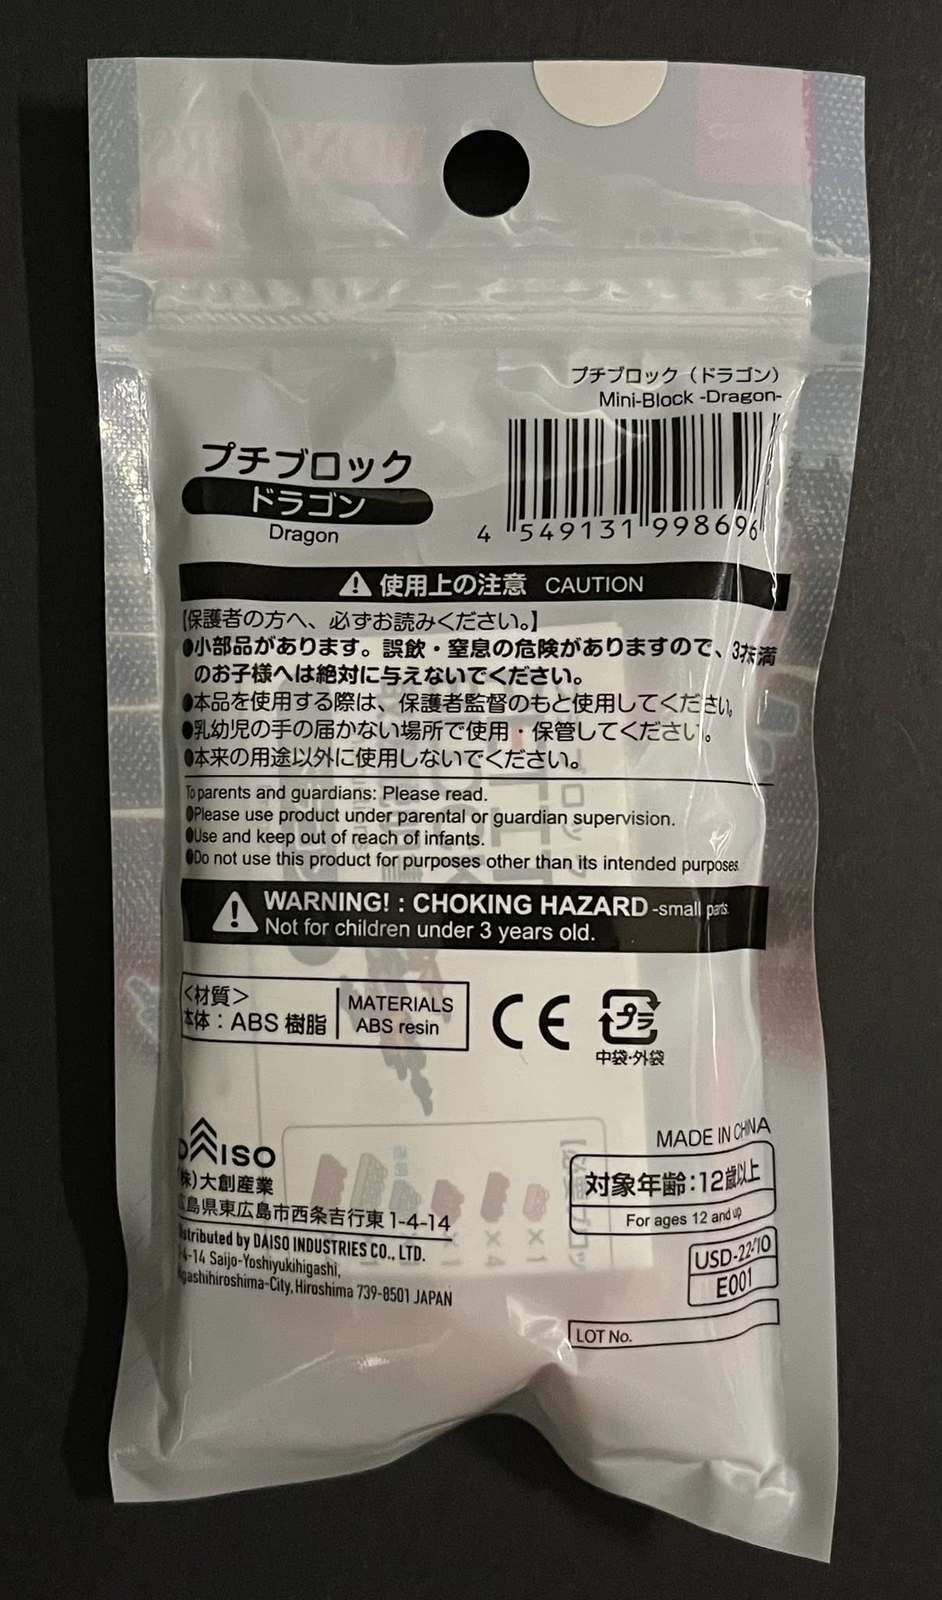 プチブロック（ドラゴン）
Mini-Block -Dragon-
4 549131 998696
プチブロック
ドラゴン
Dragon
使用上の注意 CAUTION
【保護者の方へ、必ずお読みください。】
●小部品があります。誤飲・窒息の危険がありますので、3才未満
のお子様へは絶対に与えないでください。
●本品を使用する際は、保護者監督のもと使用してください。
●乳幼児の手の届かない場所で使用・保管してください。
●本来の用途以外に使用しないでください。
To parents and guardians: Please read.
●Please use product under parental or guardian supervision.
●Use and keep out of reach of infants.
●Do not use this product for purposes other than its intended purposes.
WARNING! : CHOKING HAZARD -small parts.
Not for children under 3 years old.
＜材質＞
本体：ABS 樹脂
MATERIALS
ABS resin
CE
プラ
中袋・外袋
DAISO
(株)大創産業
広島県東広島市西条吉行東 1-4-14
Distributed by DAISO INDUSTRIES CO., LTD.
1-4-14 Saijo-Yoshiyukihigashi,
Higashihiroshima-City, Hiroshima 739-8501 JAPAN
MADE IN CHINA
対象年齢：12歳以上
For ages 12 and up
USD-22-10
E001
LOT No.